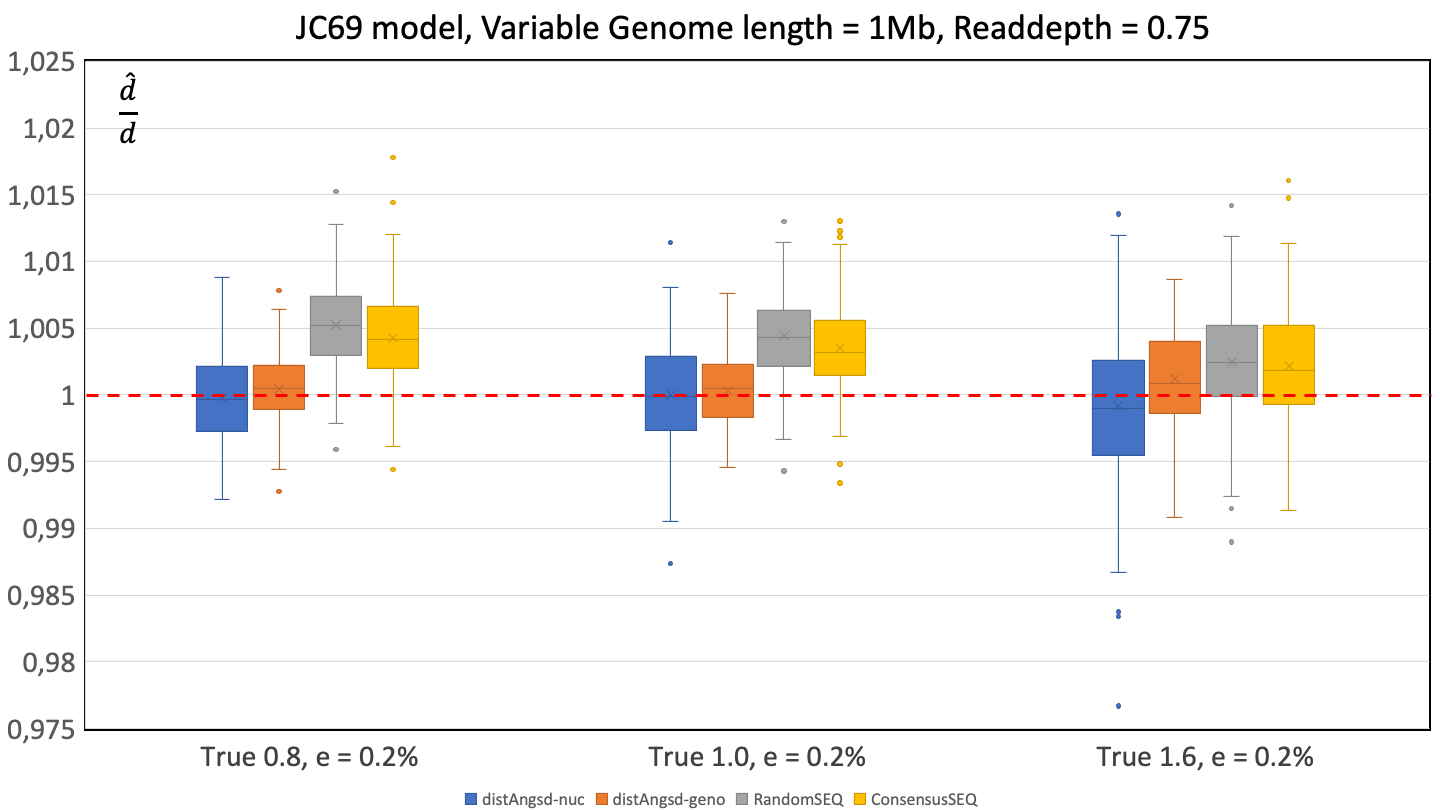 JC69 model, Variable Genome length = 1Mb, Readdepth = 0.75
1,025
1,02
1,015
1,01
1,005
1
0,995
0,99
0,985
0,98
0,975
d̂
d
True 0.8, e = 0.2%
True 1.0, e = 0.2%
True 1.6, e = 0.2%
distAngsd-nuc distAngsd-geno RandomSEQ ConsensusSEQ